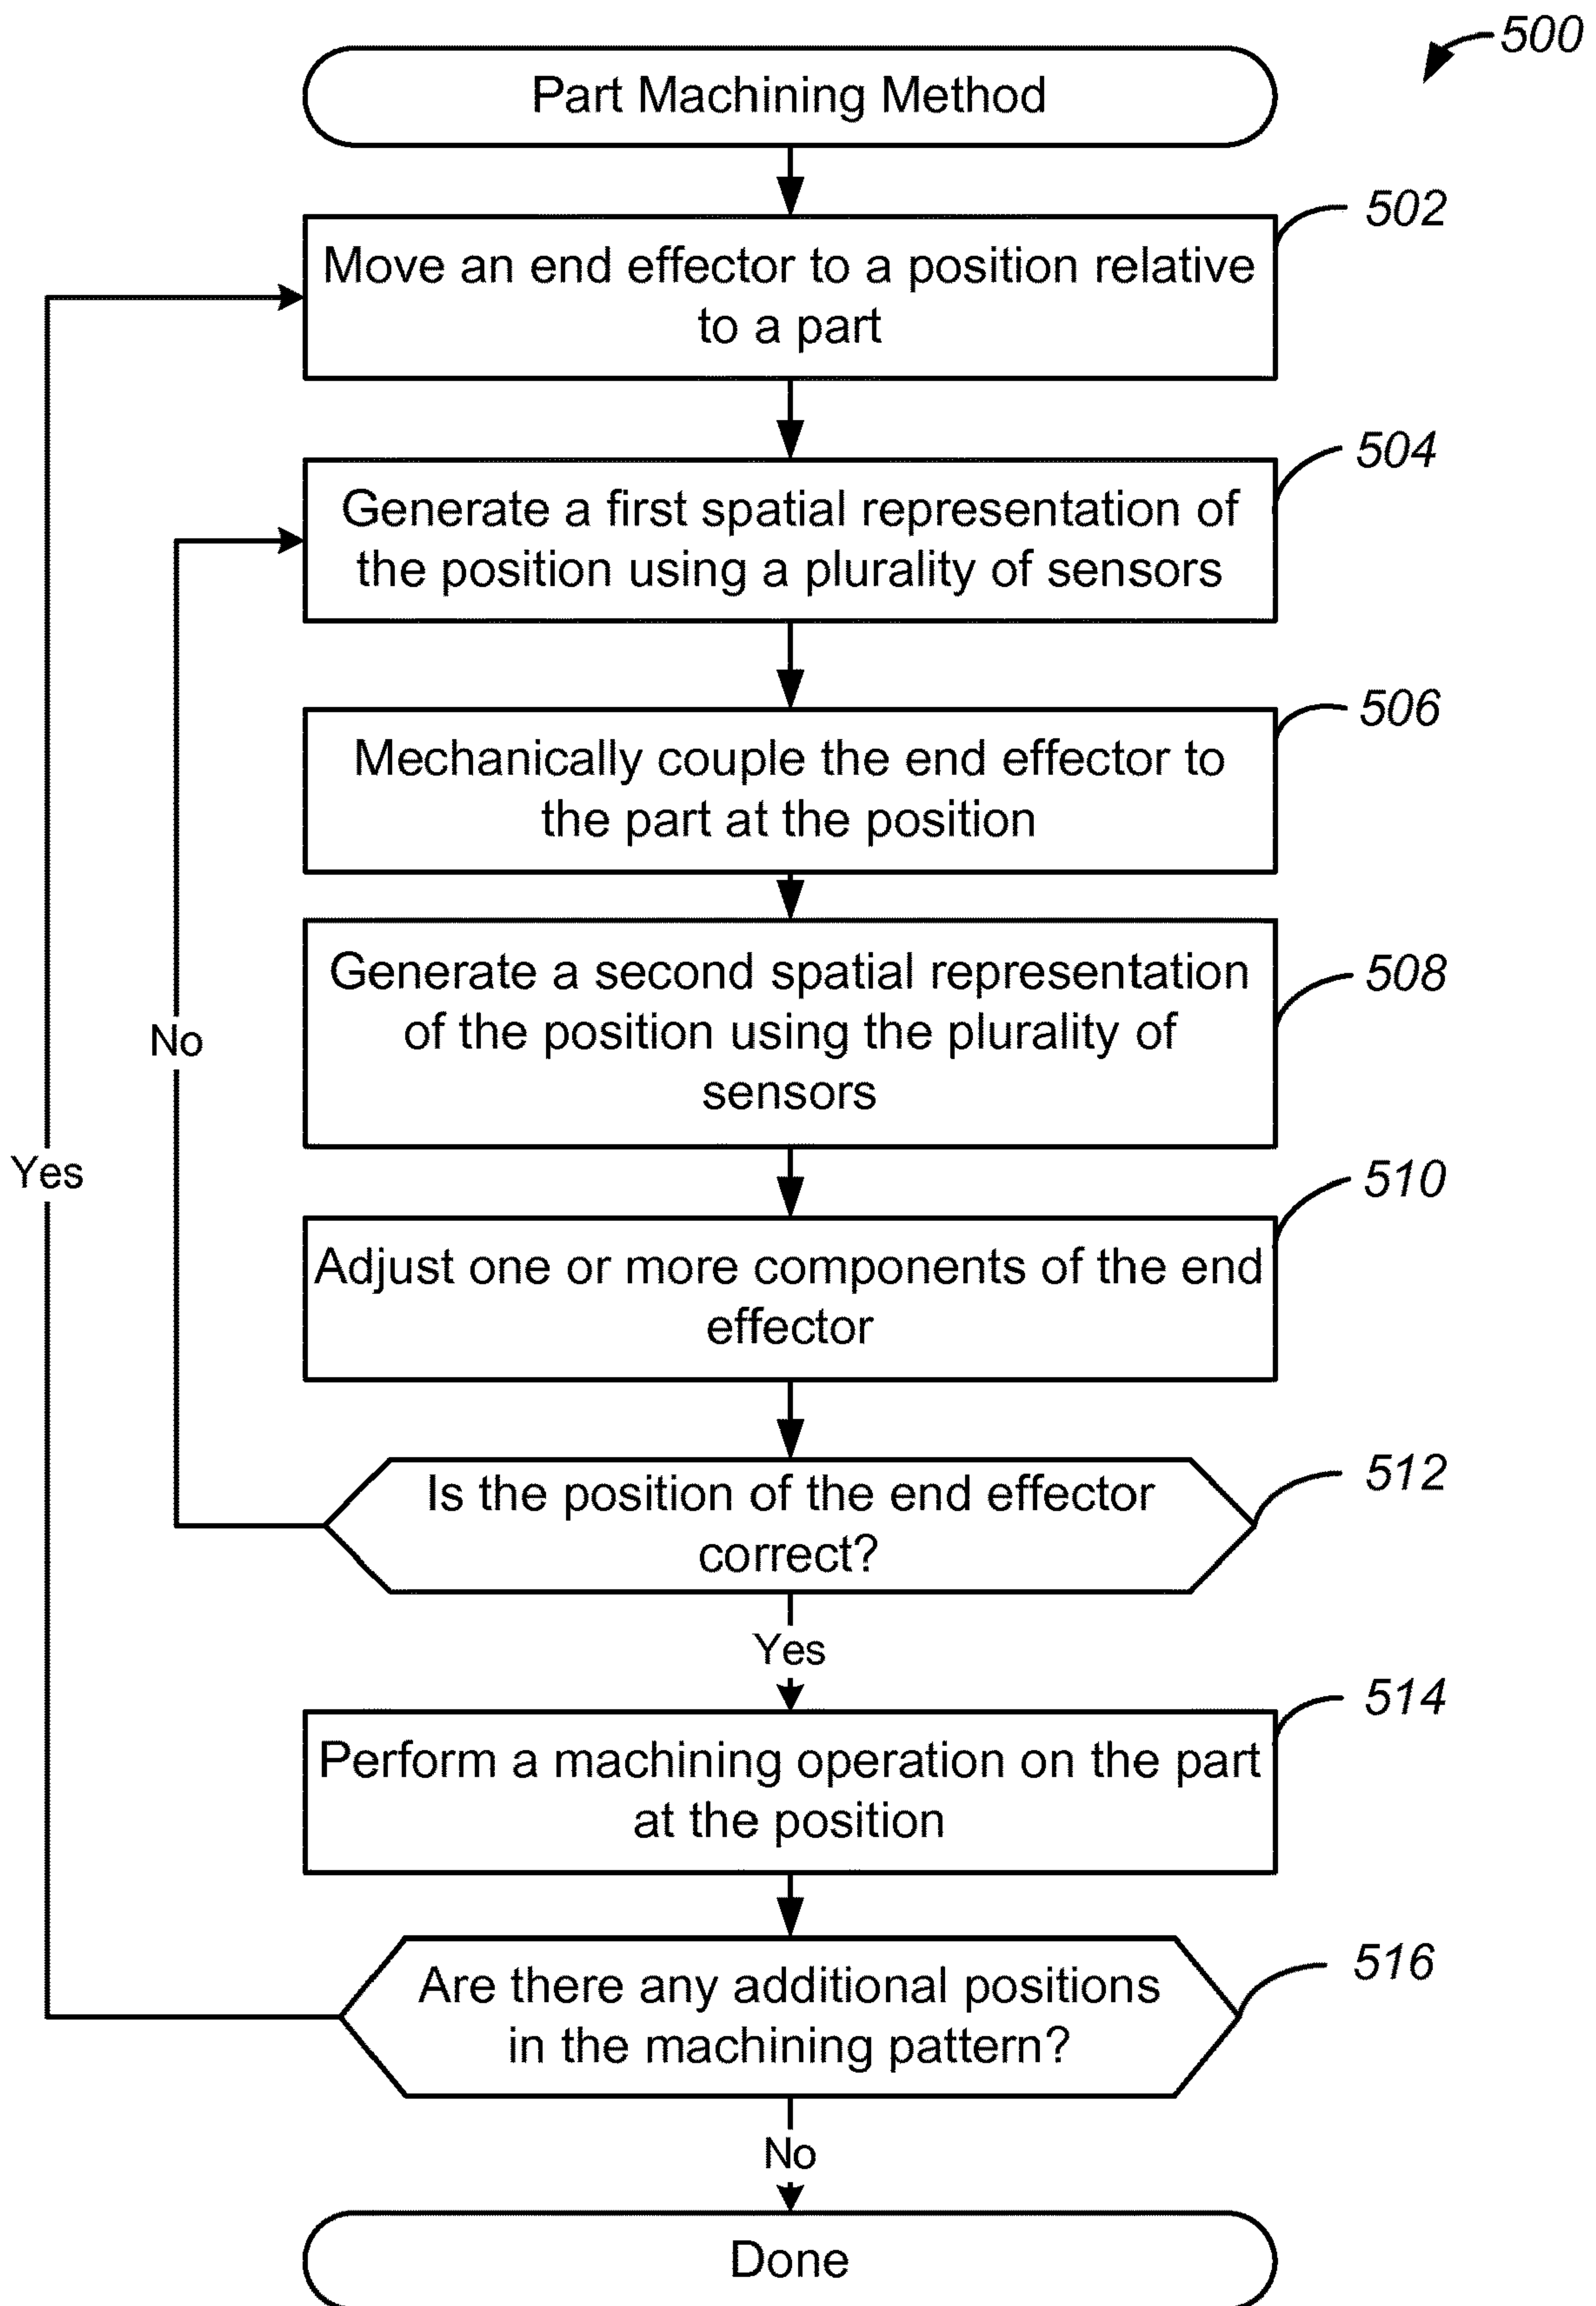 500
Part Machining Method
502
Move an end effector to a position relative
to a part
504
Generate a first spatial representation of
the position using a plurality of sensors
506
Mechanically couple the end effector to
the part at the position
508
Generate a second spatial representation
of the position using the plurality of
sensors
No
Yes
510
Adjust one or more components of the end
effector
512
Is the position of the end effector
correct?
Yes
514
Perform a machining operation on the part
at the position
516
Are there any additional positions
in the machining pattern?
No
Done